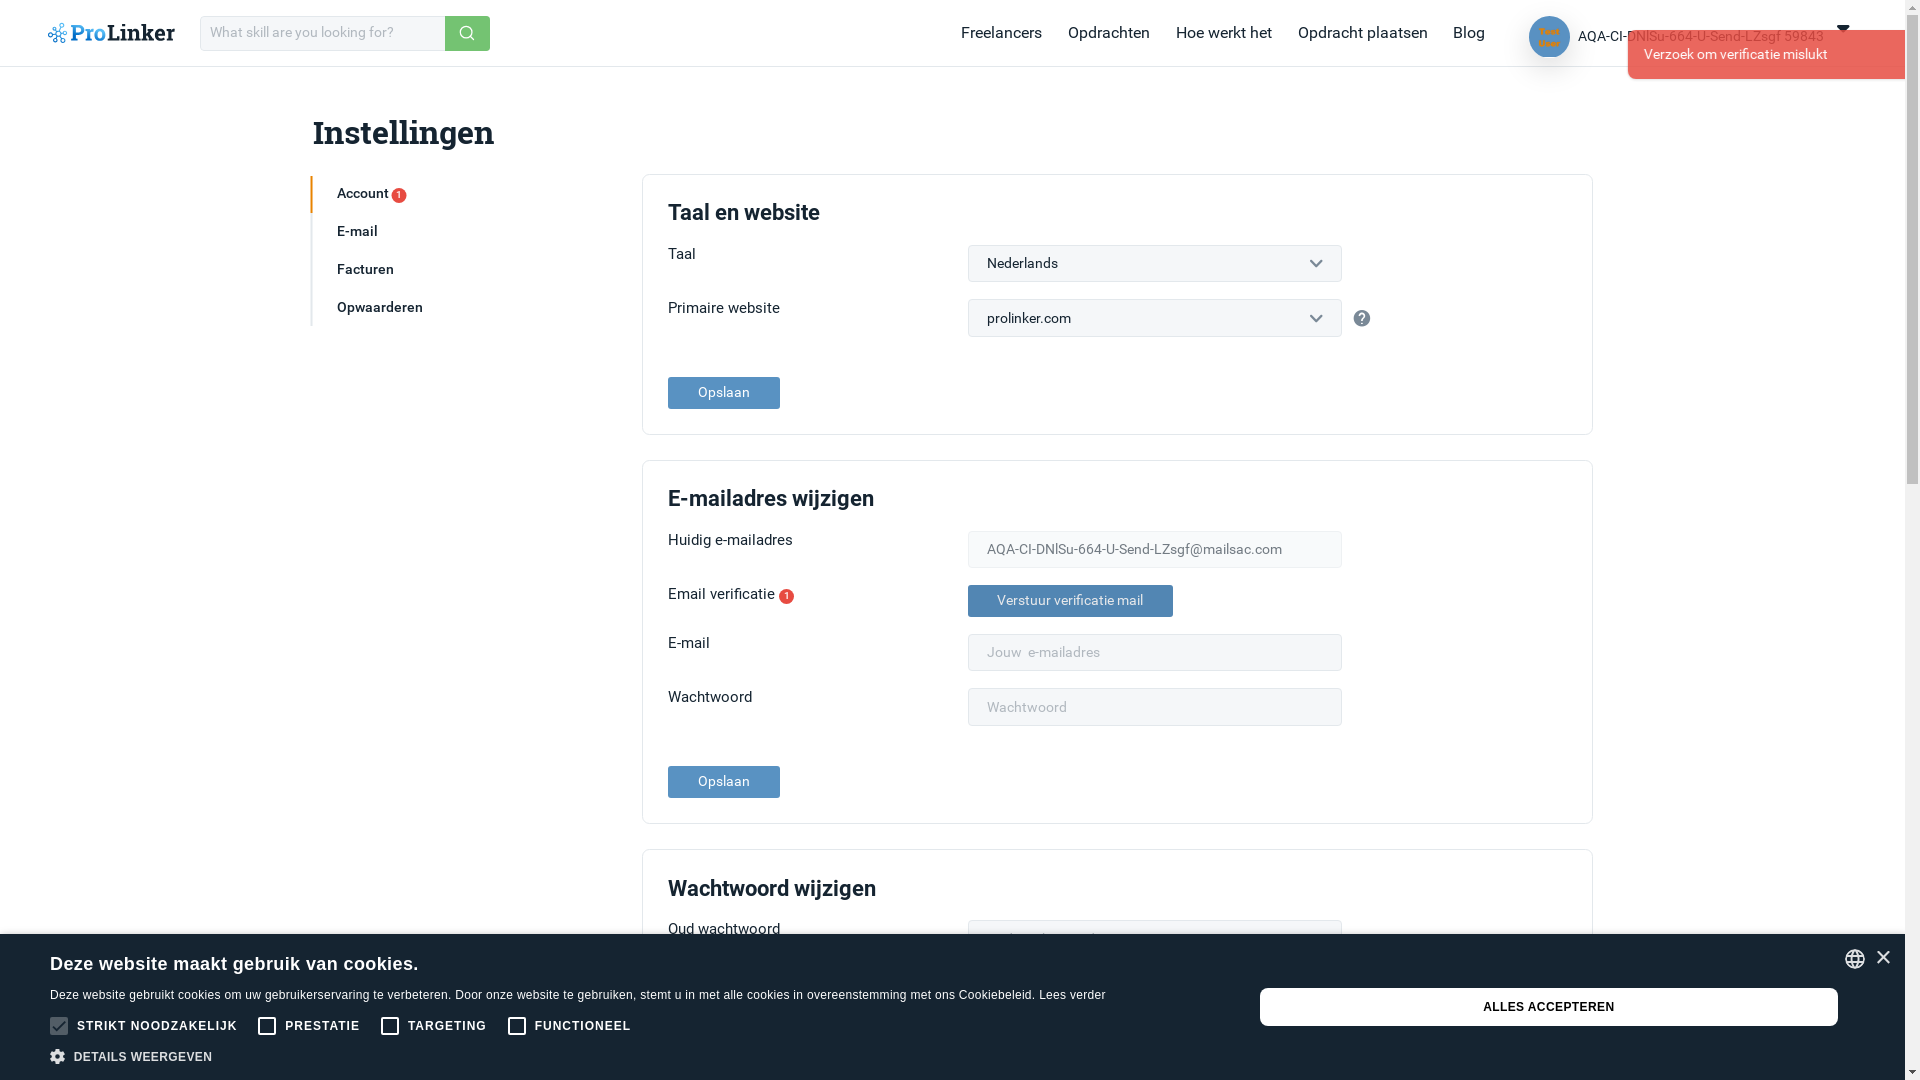 ProLinker
What skill are you looking for?
Freelancers
Opdrachten
Hoe werkt het
Opdracht plaatsen
Blog
Test User
AQA-CI-DNlSu-664-U-Send-LZsgf 59843
Verzoek om verificatie mislukt
Instellingen
Account 1
E-mail
Facturen
Opwaarderen
Taal en website
Taal
Nederlands
Primaire website
prolinker.com
?
Opslaan
E-mailadres wijzigen
Huidig e-mailadres
AQA-CI-DNlSu-664-U-Send-LZsgf@mailsac.com
Email verificatie 1
Verstuur verificatie mail
E-mail
Jouw e-mailadres
Wachtwoord
Wachtwoord
Opslaan
Wachtwoord wijzigen
Oud wachtwoord
Deze website maakt gebruik van cookies.
Deze website gebruikt cookies om uw gebruikerservaring te verbeteren. Door onze website te gebruiken, stemt u in met alle cookies in overeenstemming met ons Cookiebeleid. Lees verder
STRIKT NOODZAKELIJK
PRESTATIE
TARGETING
FUNCTIONEEL
DETAILS WEERGEVEN
ALLES ACCEPTEREN